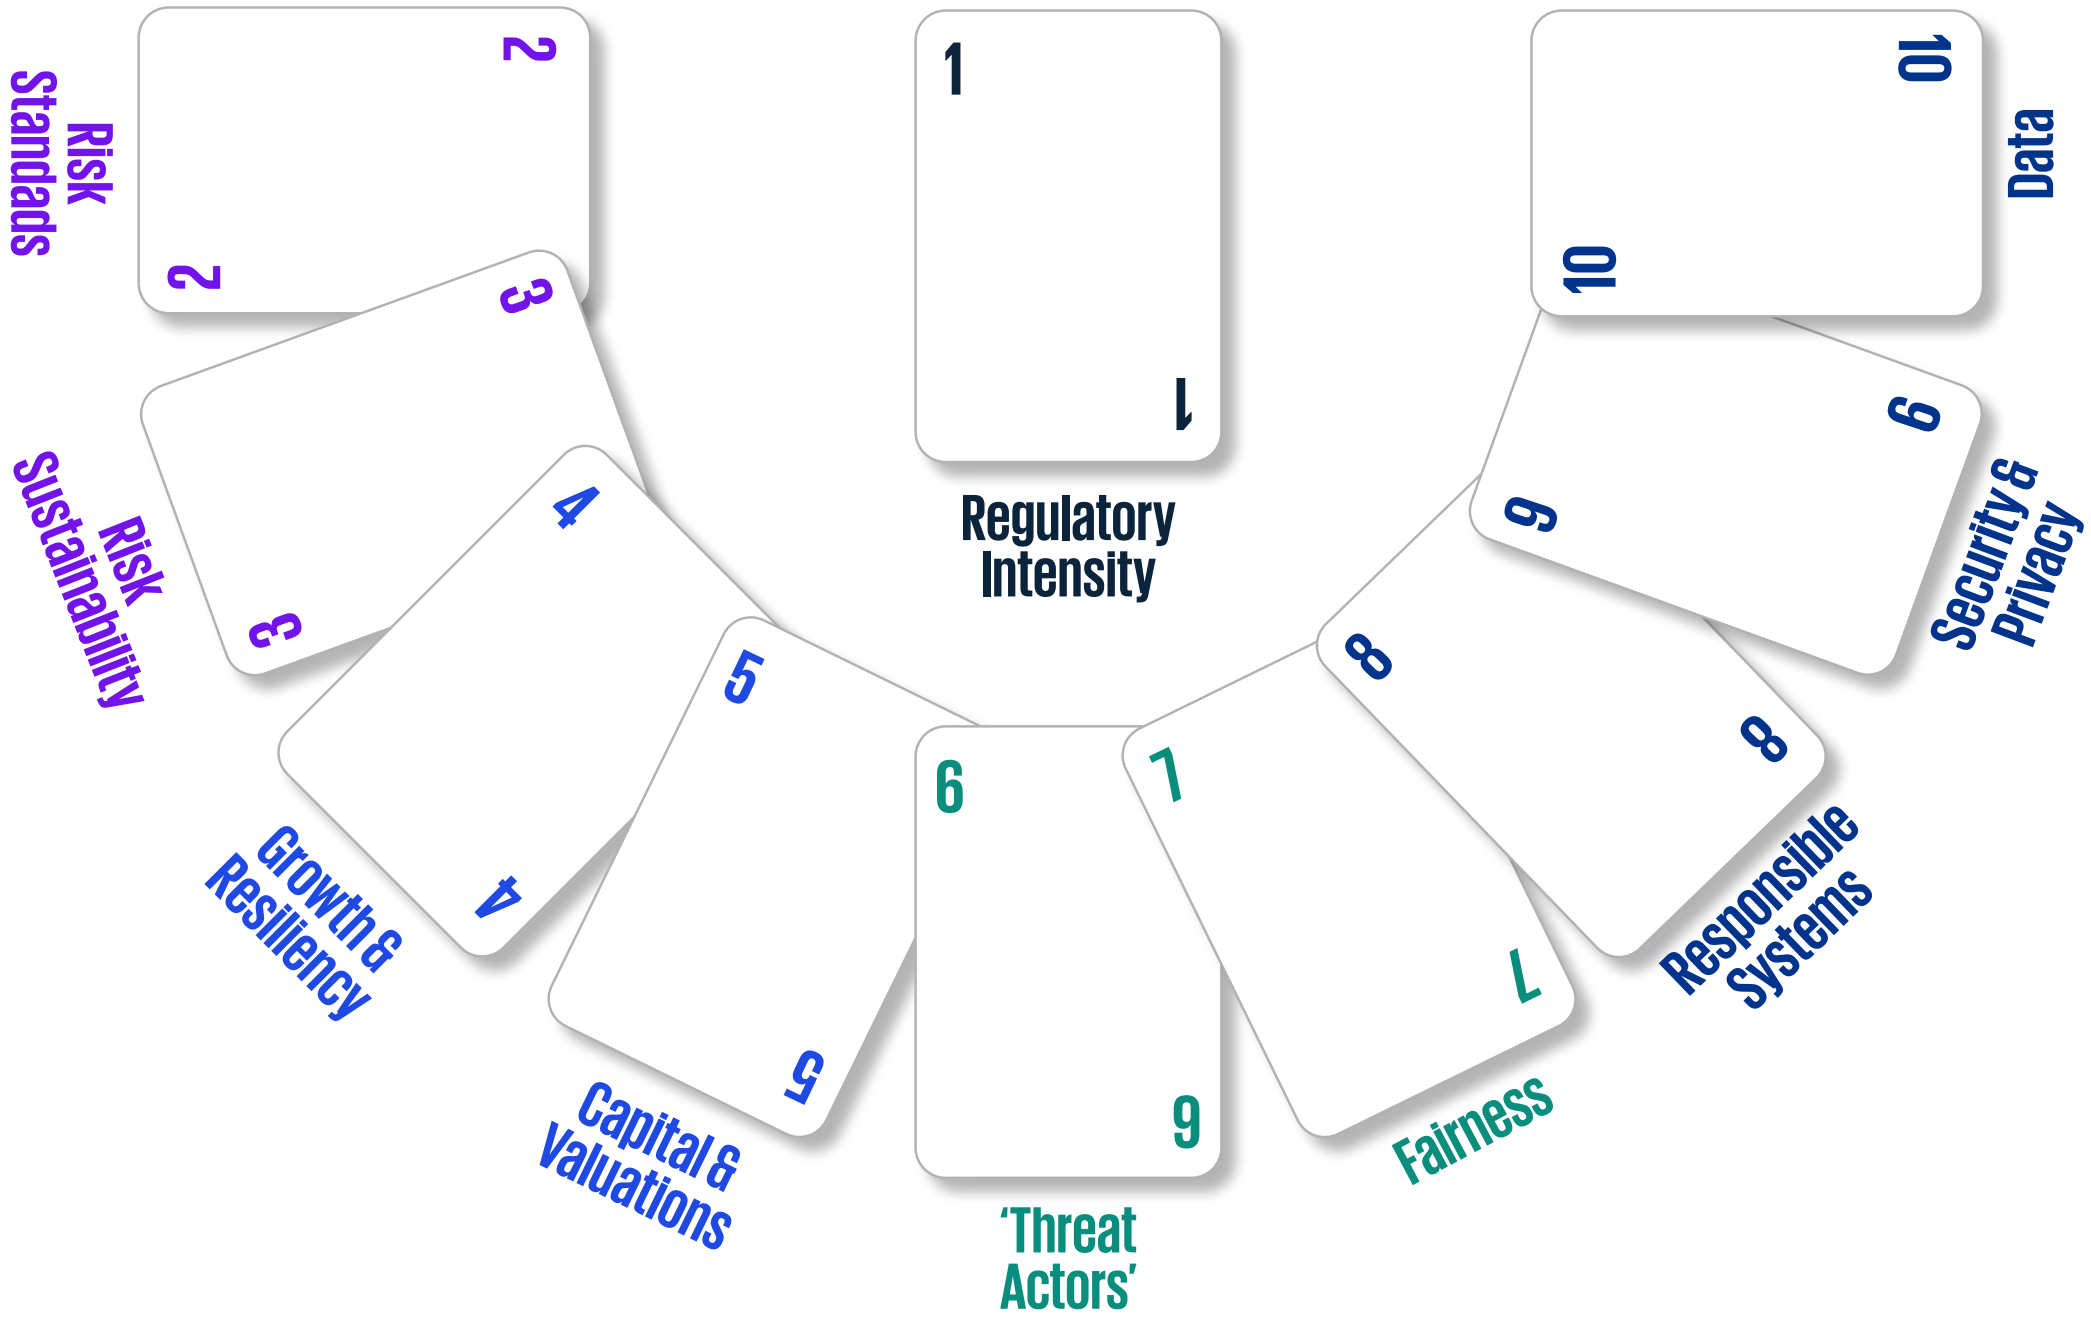 1
1
Regulatory
Intensity
2
2
Risk
Standads
3
3
Risk
Sustainability
4
4
Growth &
Resiliency
5
5
Capital &
Valuations
6
6
‘Threat
Actors’
7
7
Fairness
8
8
Responsible
Systems
9
9
Security &
Privacy
10
10
Data